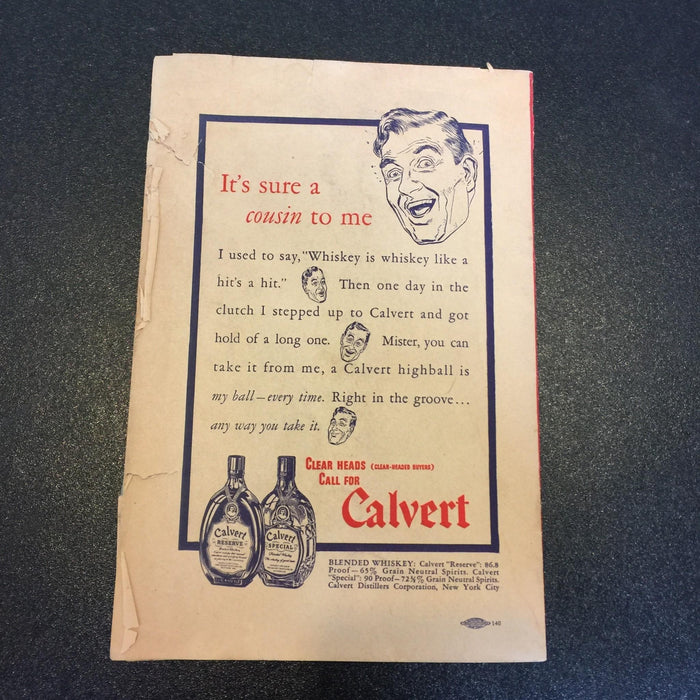 It's sure a
cousin to me
I used to say, "Whiskey is whiskey like a
hit's a hit." Then one day in the
clutch I stepped up to Calvert and got
hold of a long one. Mister, you can
take it from me, a Calvert highball is
my ball—every time. Right in the groove...
any way you take it.
CLEAR HEADS (CLEAR-HEADED BUYERS)
CALL FOR
Calvert
Calvert
RESERVE
Calvert
SPECIAL
BLENDED WHISKEY: Calvert "Reserve": 86.8
Proof—65% Grain Neutral Spirits. Calvert
"Special": 90 Proof—72½% Grain Neutral Spirits.
Calvert Distillers Corporation, New York City
140